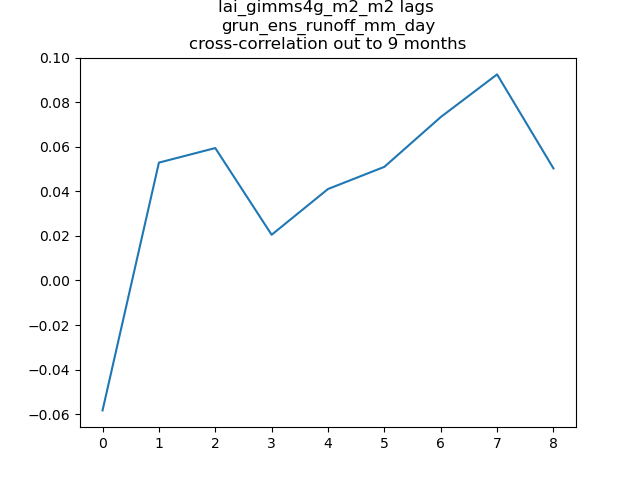 lai_gimms4g_m2_m2 lags
grun_ens_runoff_mm_day
cross-correlation out to 9 months
0.10
0.08
0.06
0.04
0.02
0.00
−0.02
−0.04
−0.06
0 1 2 3 4 5 6 7 8